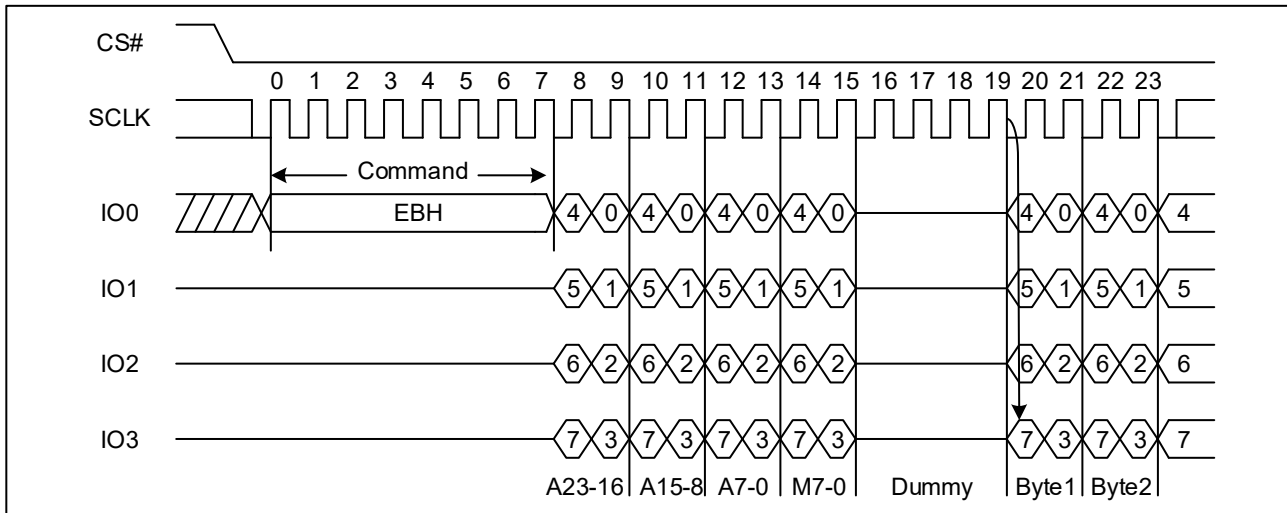 CS#
0 1 2 3 4 5 6 7 8 9 10 11 12 13 14 15 16 17 18 19 20 21 22 23
SCLK
Command
IO0 EBH 4 0 4 0 4 0 4 0 4 0 4 0 4
IO1 5 1 5 1 5 1 5 1 5 1 5 1 5
IO2 6 2 6 2 6 2 6 2 6 2 6 2 6
IO3 7 3 7 3 7 3 7 3 7 3 7 3 7
A23-16 A15-8 A7-0 M7-0 Dummy Byte1 Byte2